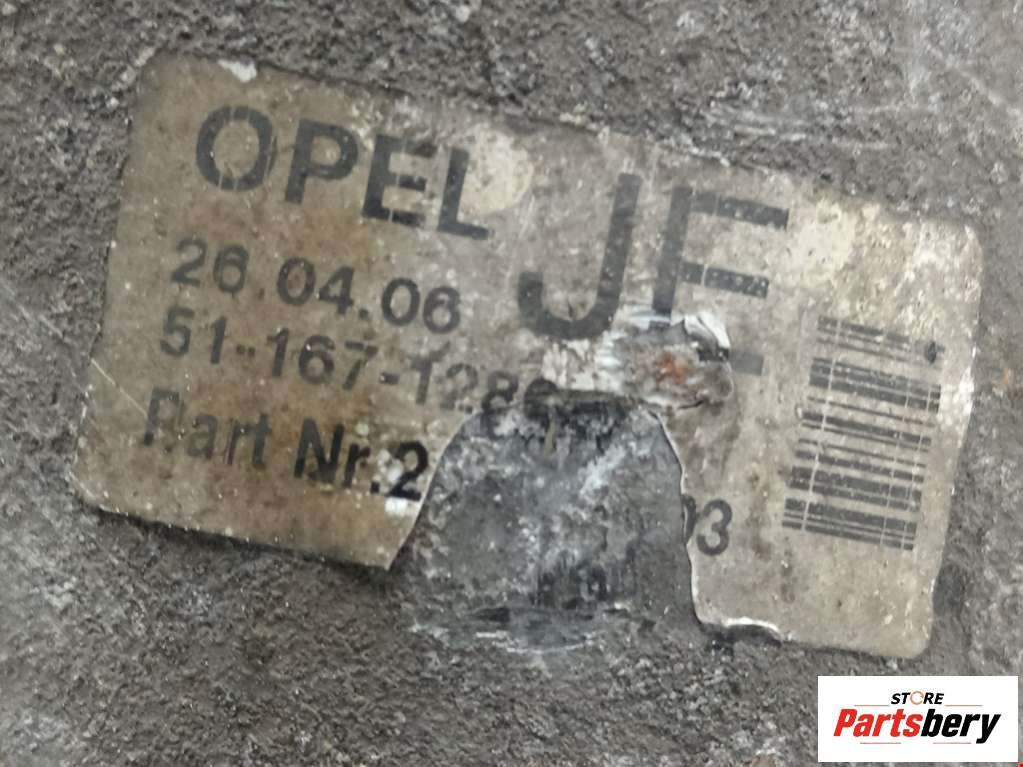 OPEL JF
26.04.06
51-167-128
Part Nr.2 03
STORE
Partsbery